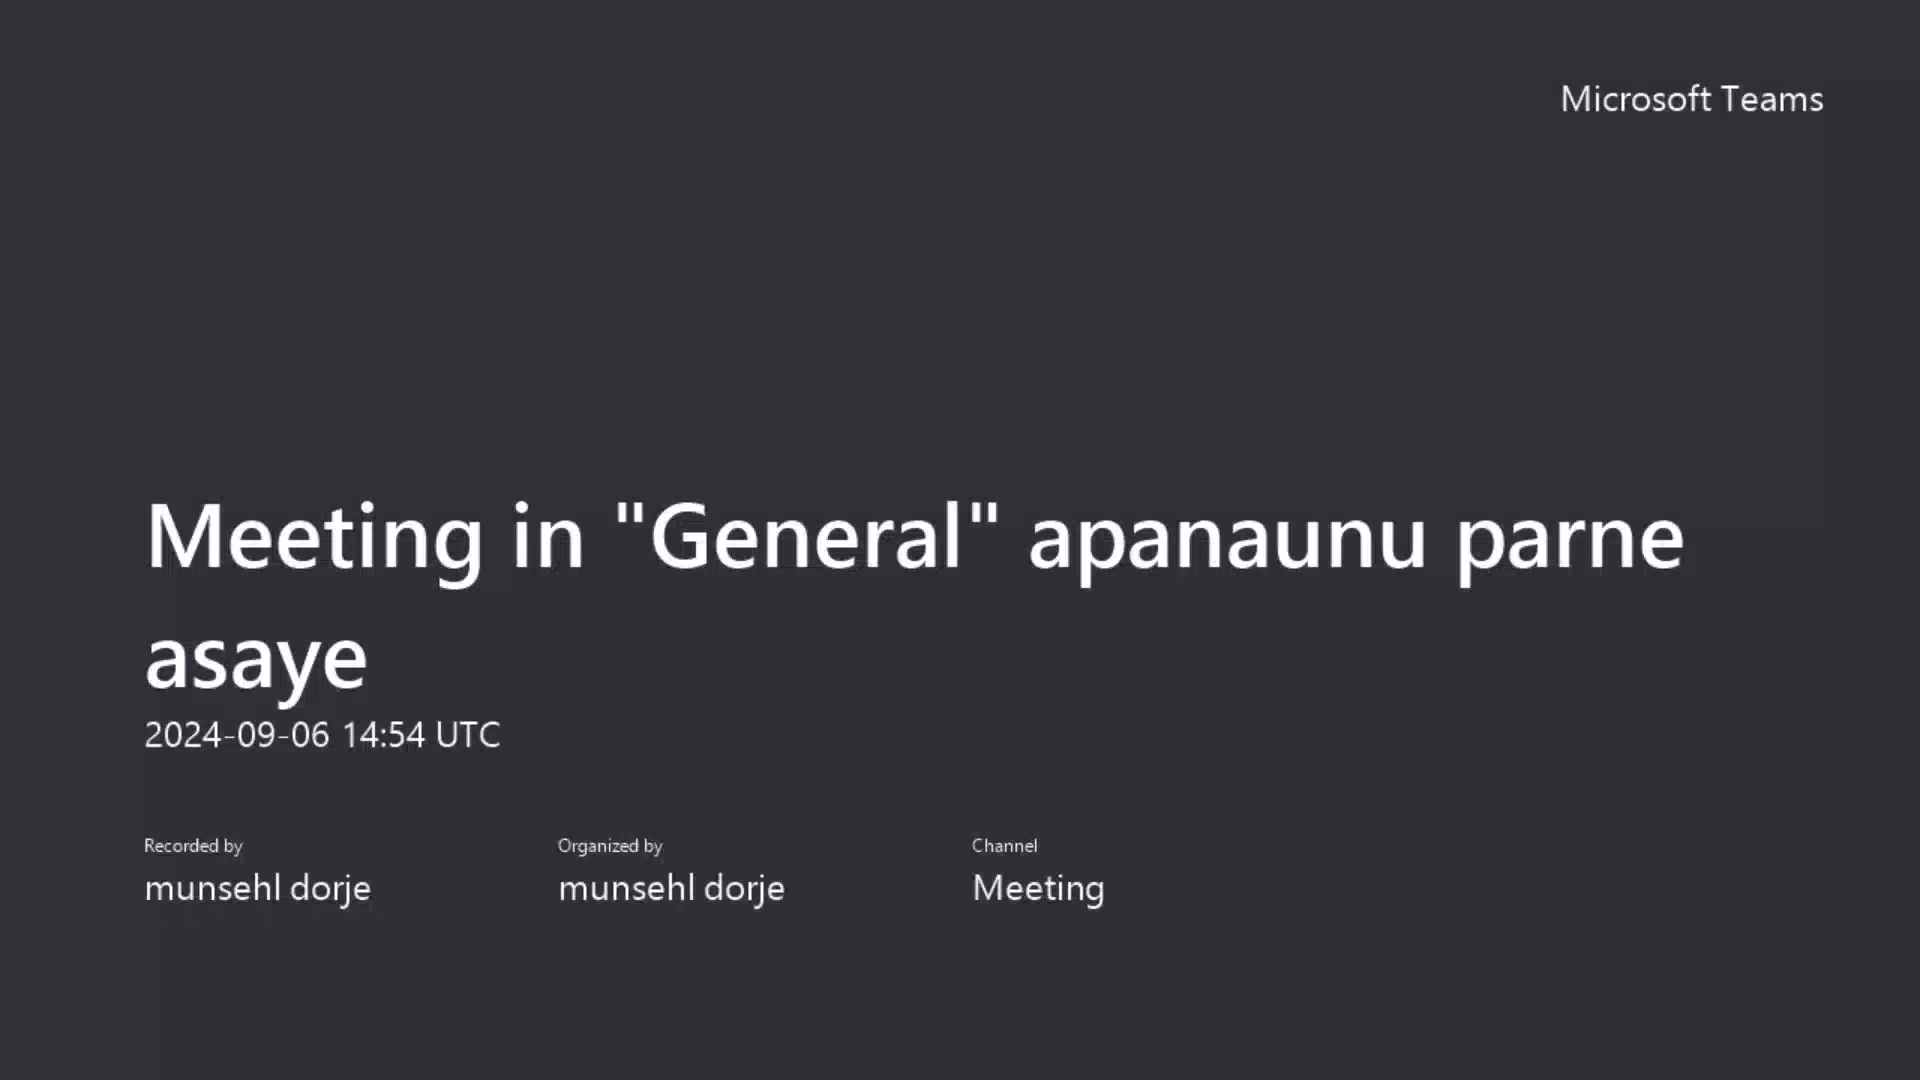 Microsoft Teams
Meeting in "General" apanaunu parne
asaye
2024-09-06 14:54 UTC
Recorded by
munsehl dorje
Organized by
munsehl dorje
Channel
Meeting